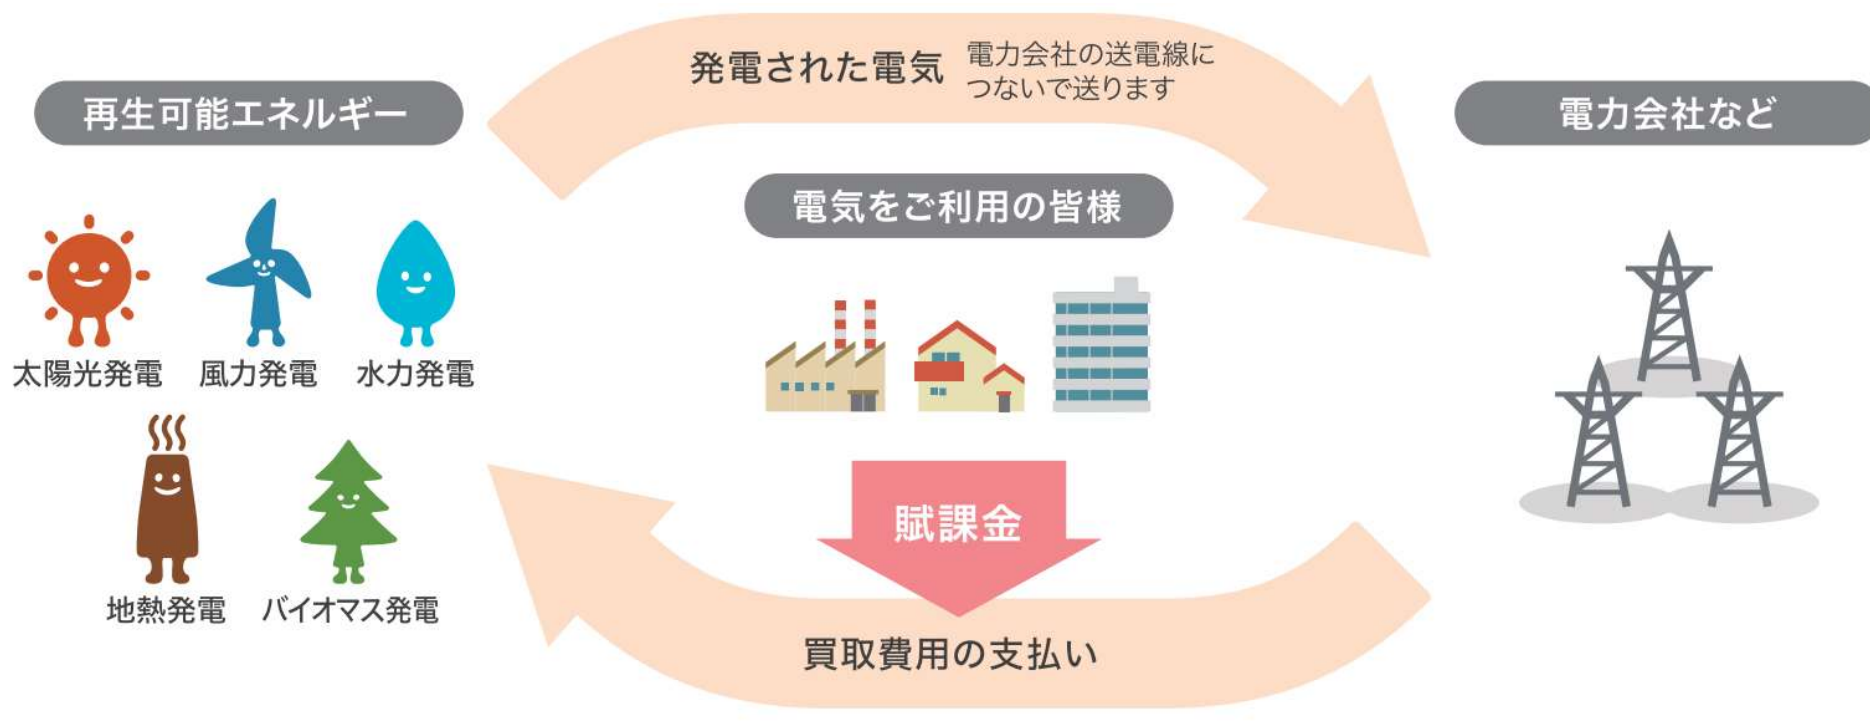 再生可能エネルギー
太陽光発電
風力発電
水力発電
地熱発電
バイオマス発電
発電された電気
電力会社の送電線に
つないで送ります
電気をご利用の皆様
賦課金
買取費用の支払い
電力会社など